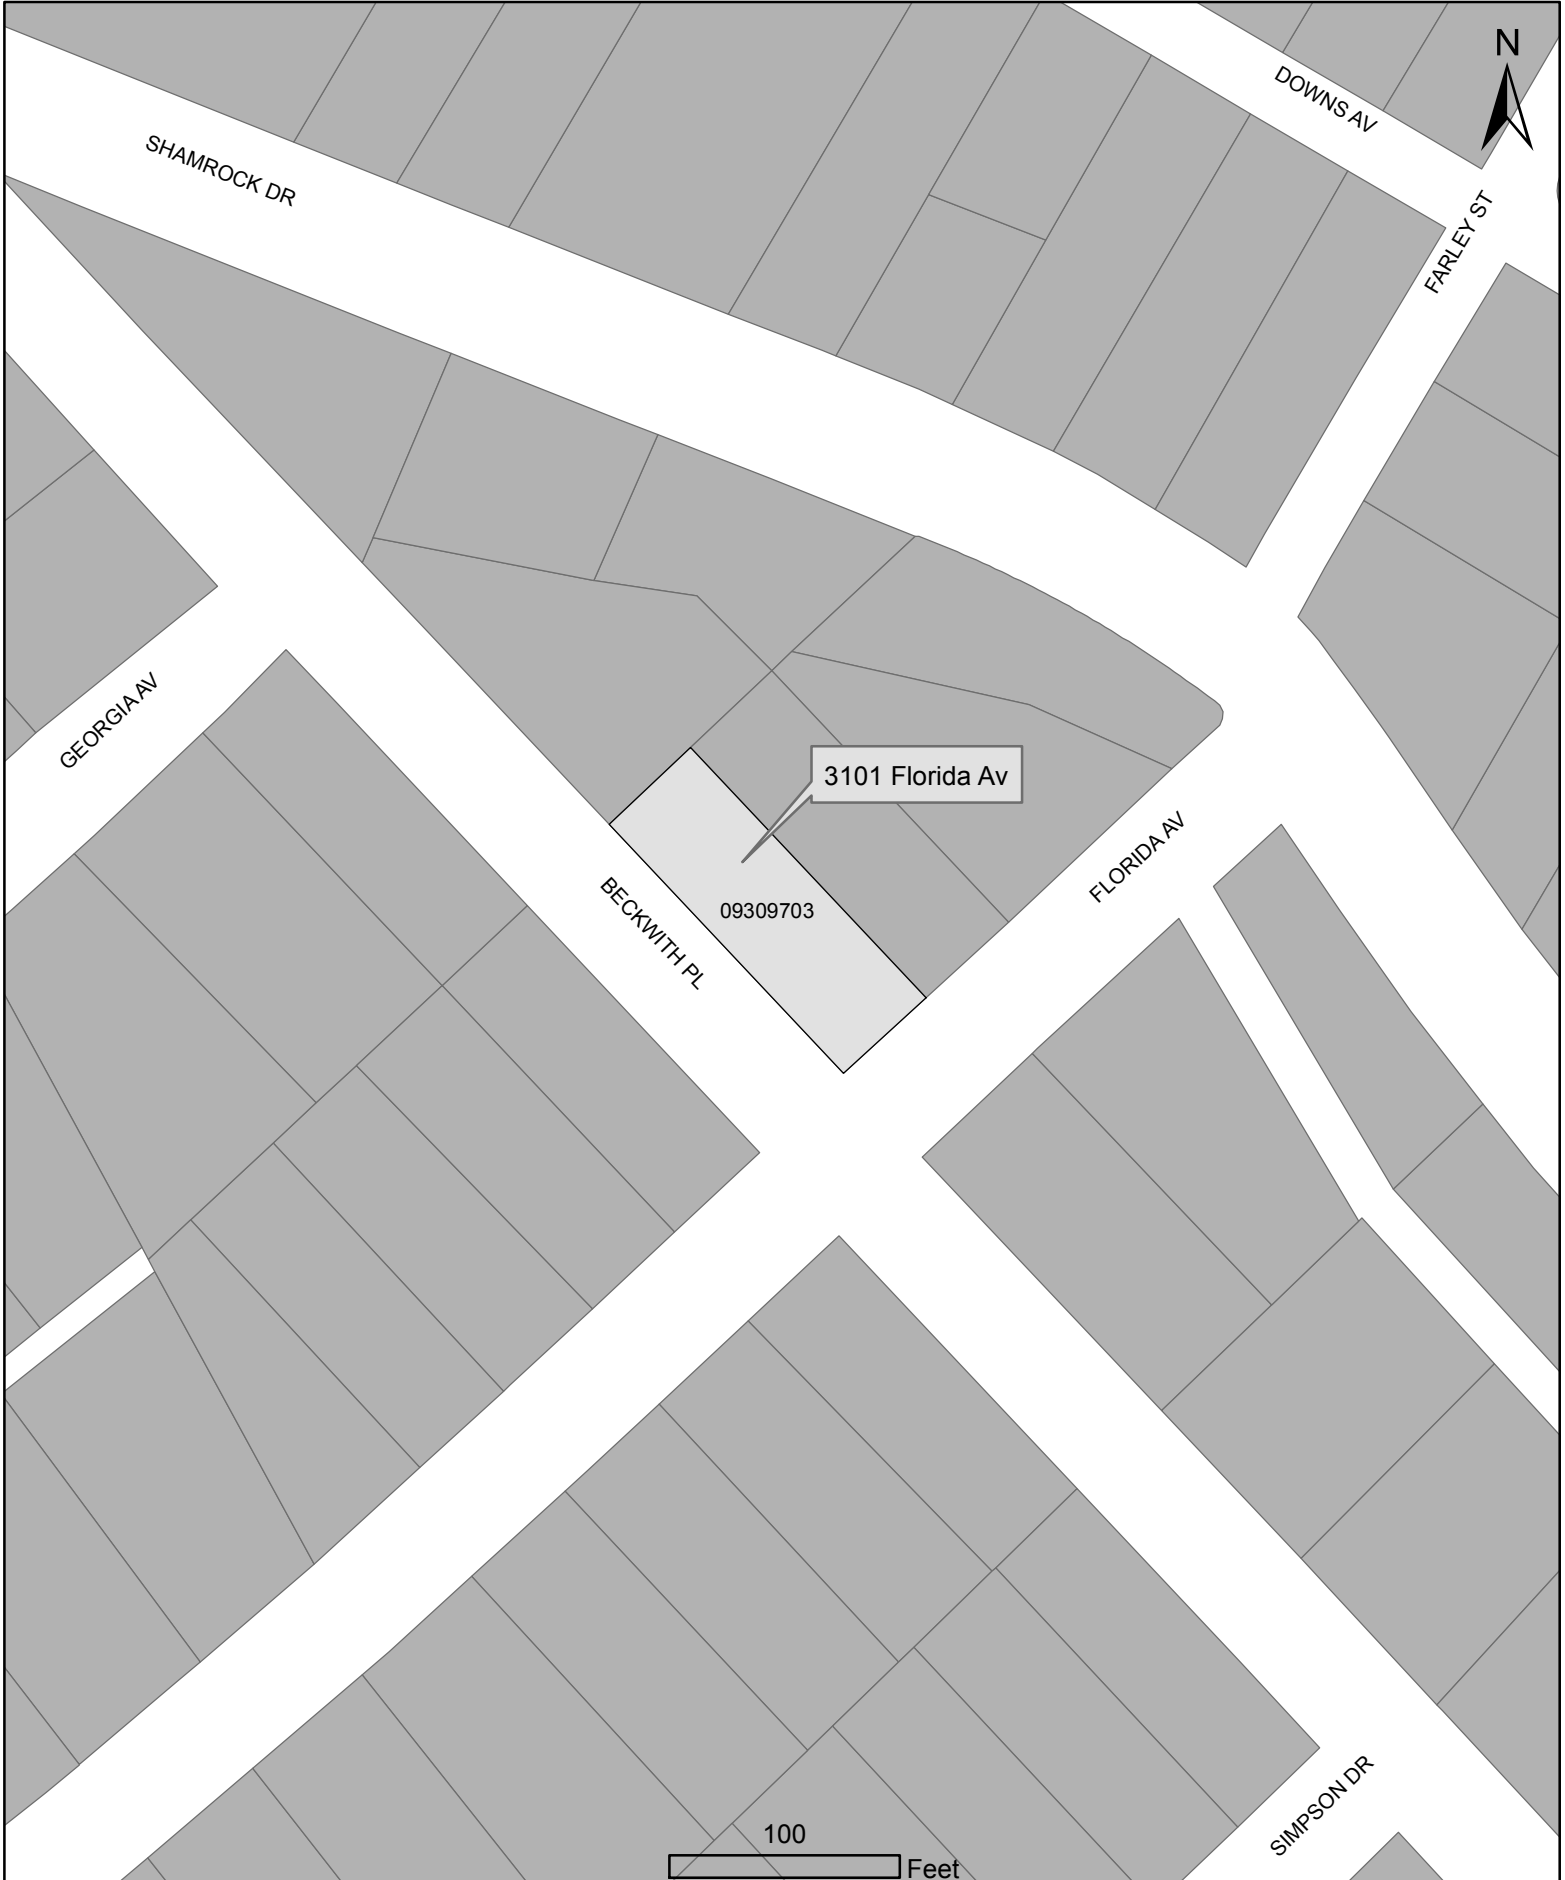 N
DOWNS AV
SHAMROCK DR
FARLEY ST
GEORGIA AV
3101 Florida Av
FLORIDA AV
BECKWITH PL
09309703
SIMPSON DR
100
Feet